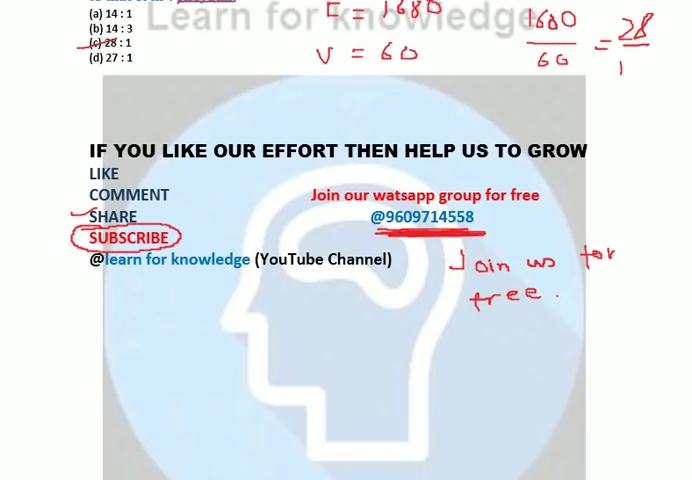 Learn for knowledge
(a) 14 : 1
(b) 14 : 3
(c) 28 : 1
(d) 27 : 1
= 1680
V = 60
1680/60 = 28/1
IF YOU LIKE OUR EFFORT THEN HELP US TO GROW
LIKE
COMMENT
Join our watsapp group for free
SHARE
@9609714558
SUBSCRIBE
@learn for knowledge (YouTube Channel)
Join us for
free.